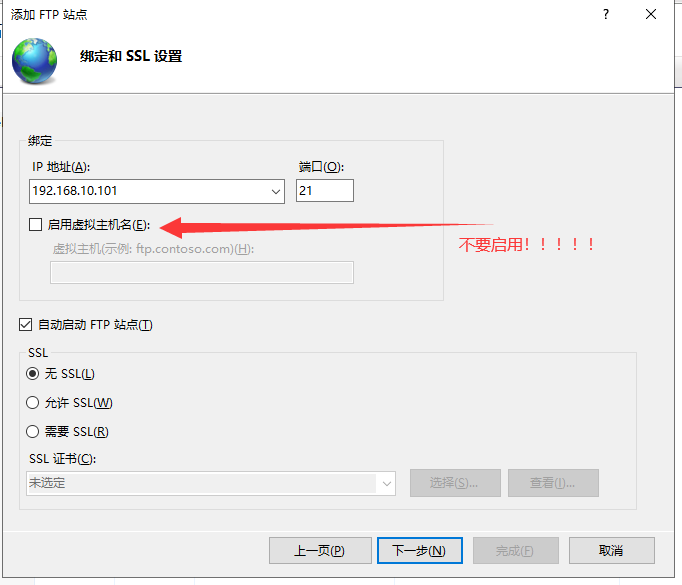 添加 FTP 站点
绑定和 SSL 设置
绑定
IP 地址(A):
端口(O):
192.168.10.101
21
启用虚拟主机名(E):
虚拟主机(示例: ftp.contoso.com)(H):
不要启用！！！！！
自动启动 FTP 站点(T)
SSL
无 SSL(L)
允许 SSL(W)
需要 SSL(R)
SSL 证书(C):
未选定
选择(S)...
查看(I)...
上一页(P)
下一步(N)
完成(F)
取消